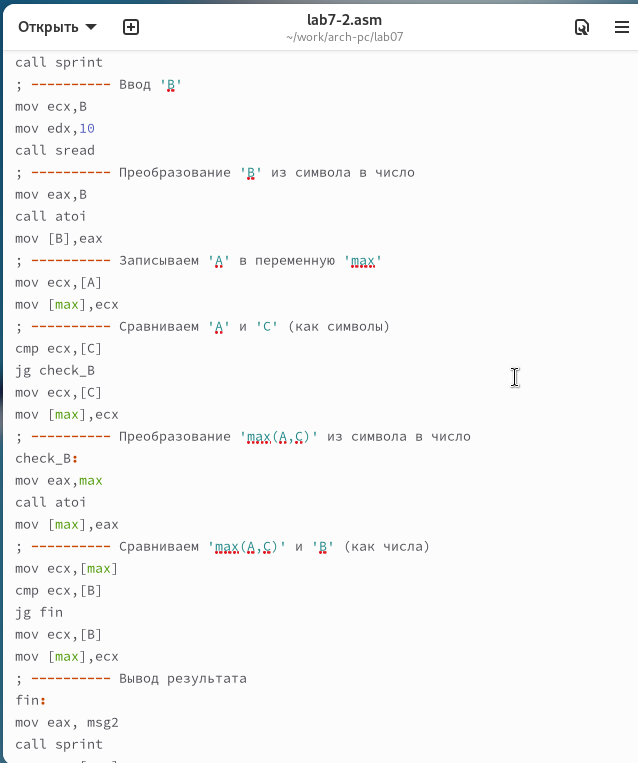 Открыть
lab7-2.asm
~/work/arch-pc/lab07
call sprint
; ---------- Ввод 'B'
mov ecx,B
mov edx,10
call sread
; ---------- Преобразование 'B' из символа в число
mov eax,B
call atoi
mov [B],eax
; ---------- Записываем 'A' в переменную 'max'
mov ecx,[A]
mov [max],ecx
; ---------- Сравниваем 'A' и 'C' (как символы)
cmp ecx,[C]
jg check_B
mov ecx,[C]
mov [max],ecx
; ---------- Преобразование 'max(A,C)' из символа в число
check_B:
mov eax,max
call atoi
mov [max],eax
; ---------- Сравниваем 'max(A,C)' и 'B' (как числа)
mov ecx,[max]
cmp ecx,[B]
jg fin
mov ecx,[B]
mov [max],ecx
; ---------- Вывод результата
fin:
mov eax, msg2
call sprint